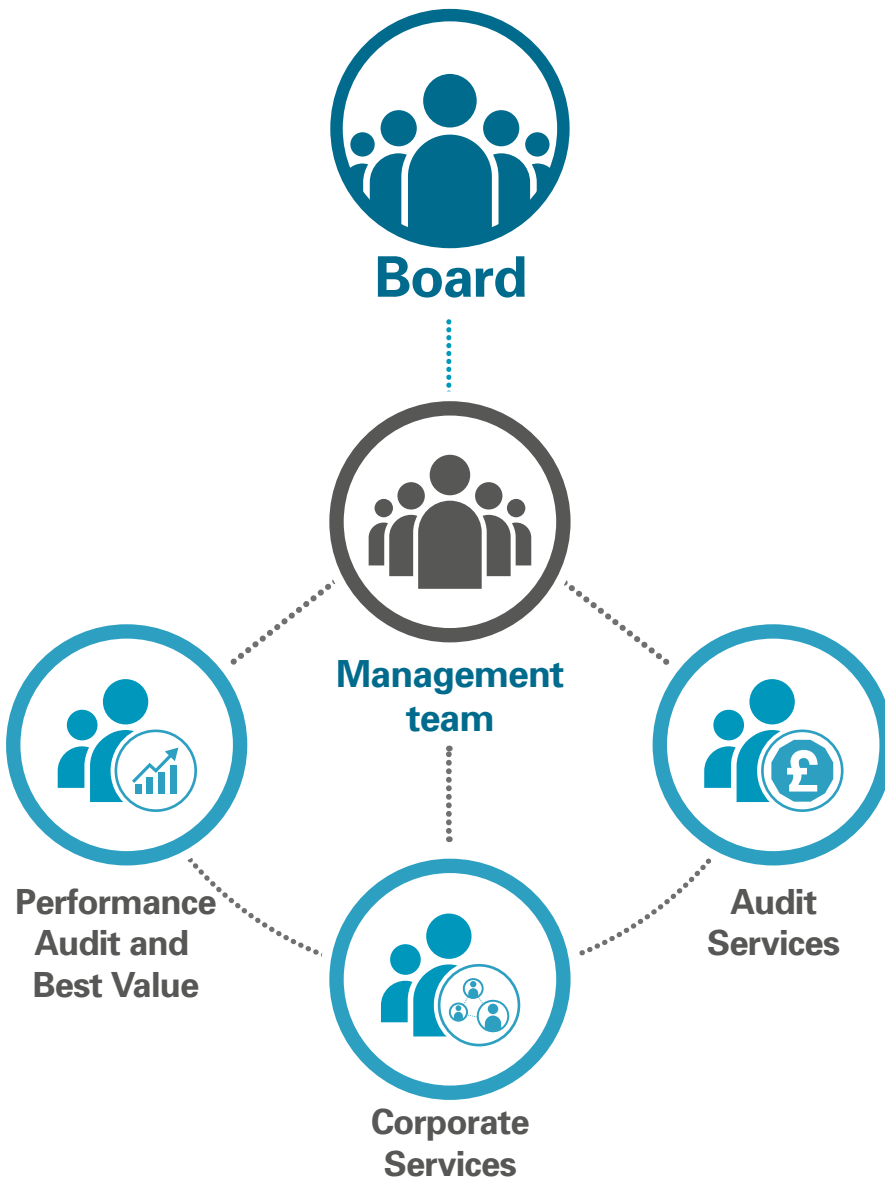 Board
Management
team
£
Performance
Audit and
Best Value
£
Audit
Services
Corporate
Services